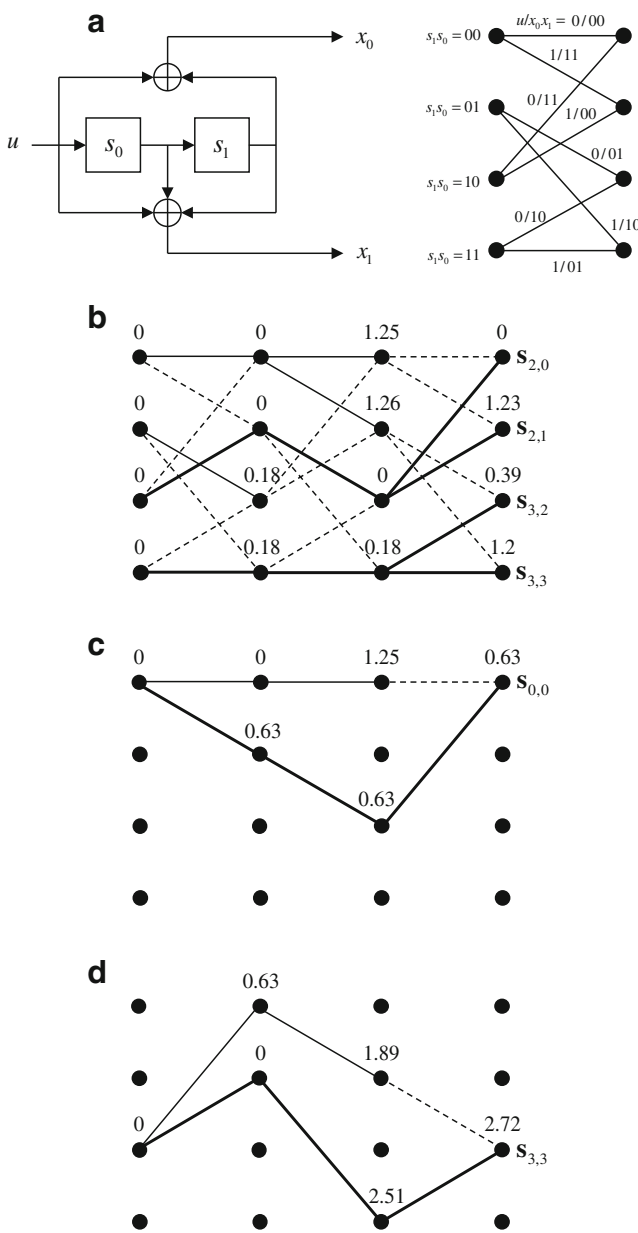 a
x₀
u
s₀
s₁
x₁
s₁s₀ = 00
u/x₀x₁ = 0/00
1/11
0/11
s₁s₀ = 01
1/00
0/01
s₁s₀ = 10
0/10
1/10
s₁s₀ = 11
1/01
b
0 0 1.25 0
s₂,₀
0 0 1.26 1.23
s₂,₁
0 0.18 0 0.39
s₃,₂
0 0.18 0.18 1.2
s₃,₃
c
0 0 1.25 0.63
s₀,₀
0.63
0.63
d
0.63
0 1.89
0 2.72
s₃,₃
2.51